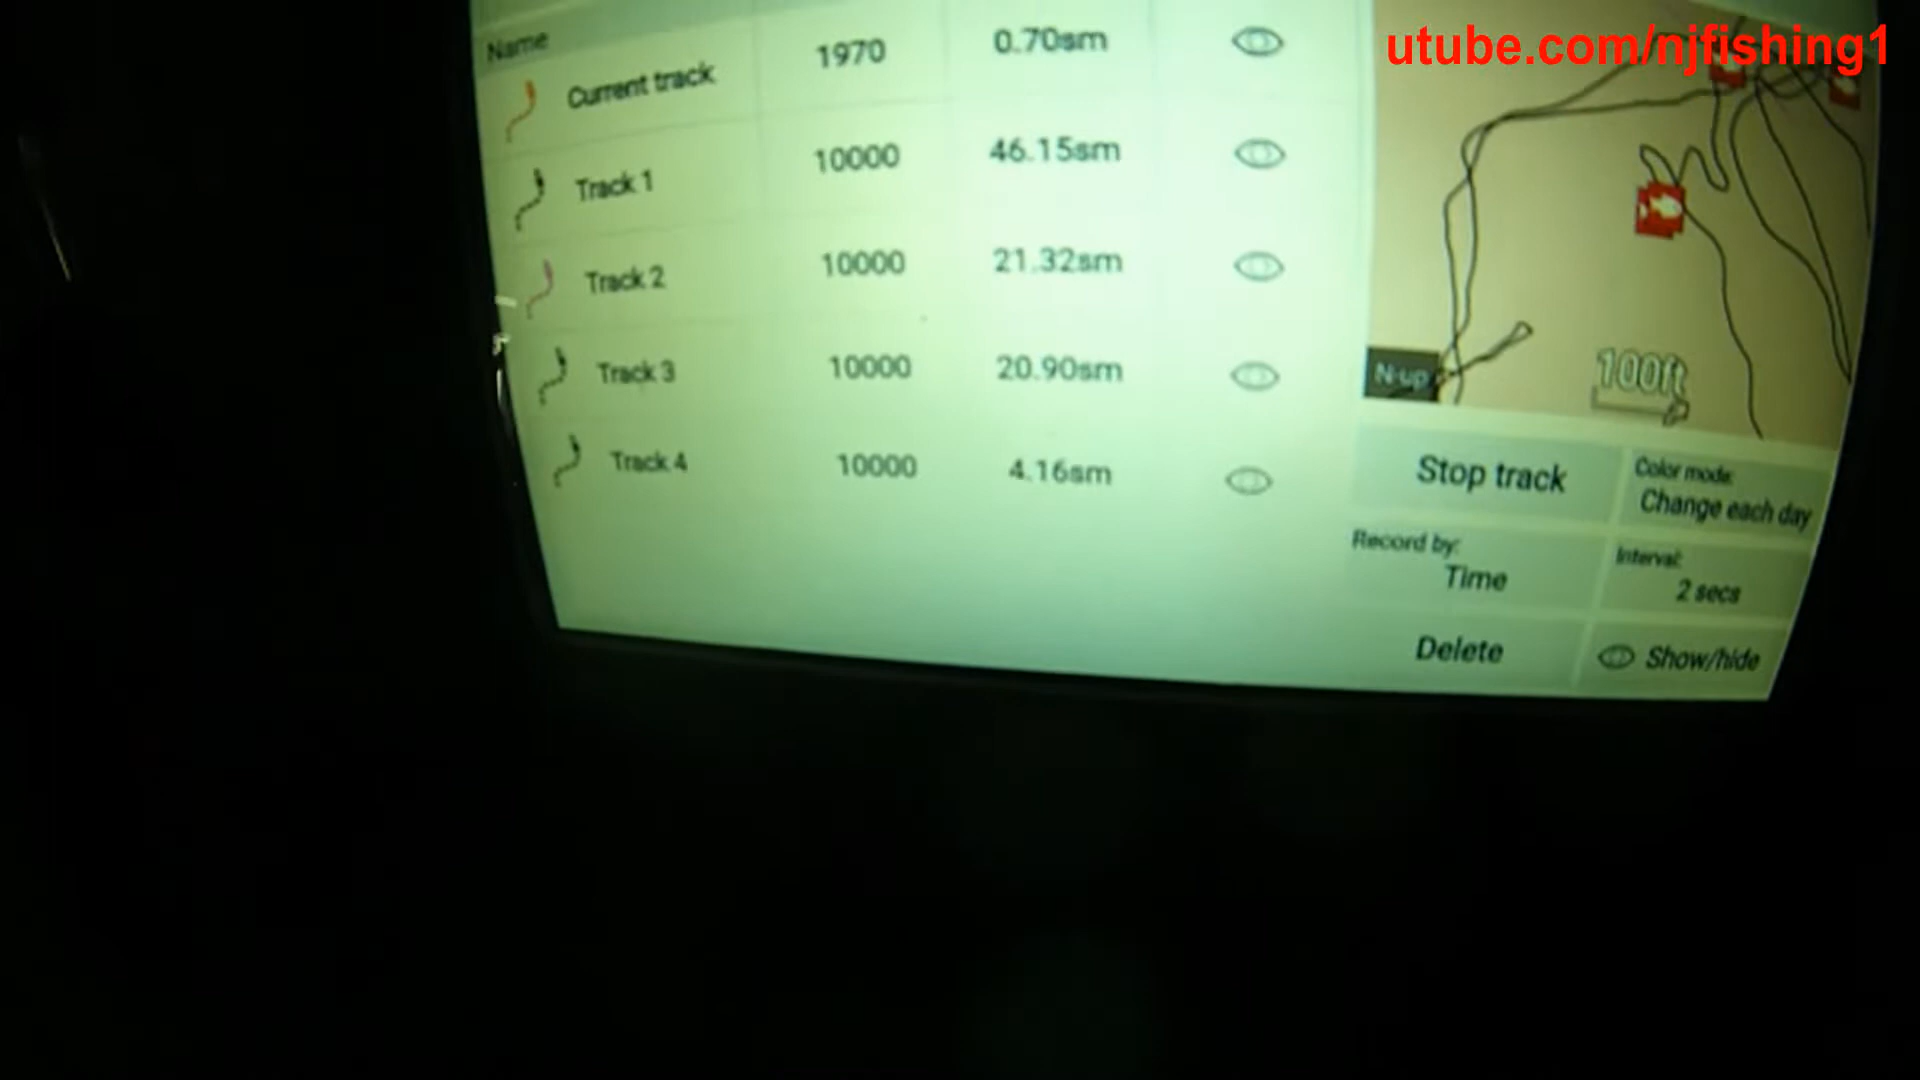 utube.com/njfishing1
Name
Current track 1970 0.70sm
Track 1 10000 46.15sm
Track 2 10000 21.32sm
Track 3 10000 20.90sm
Track 4 10000 4.16sm
N-up
100ft
Stop track
Color mode:
Change each day
Record by:
Time
Interval:
2 secs
Delete
Show/hide